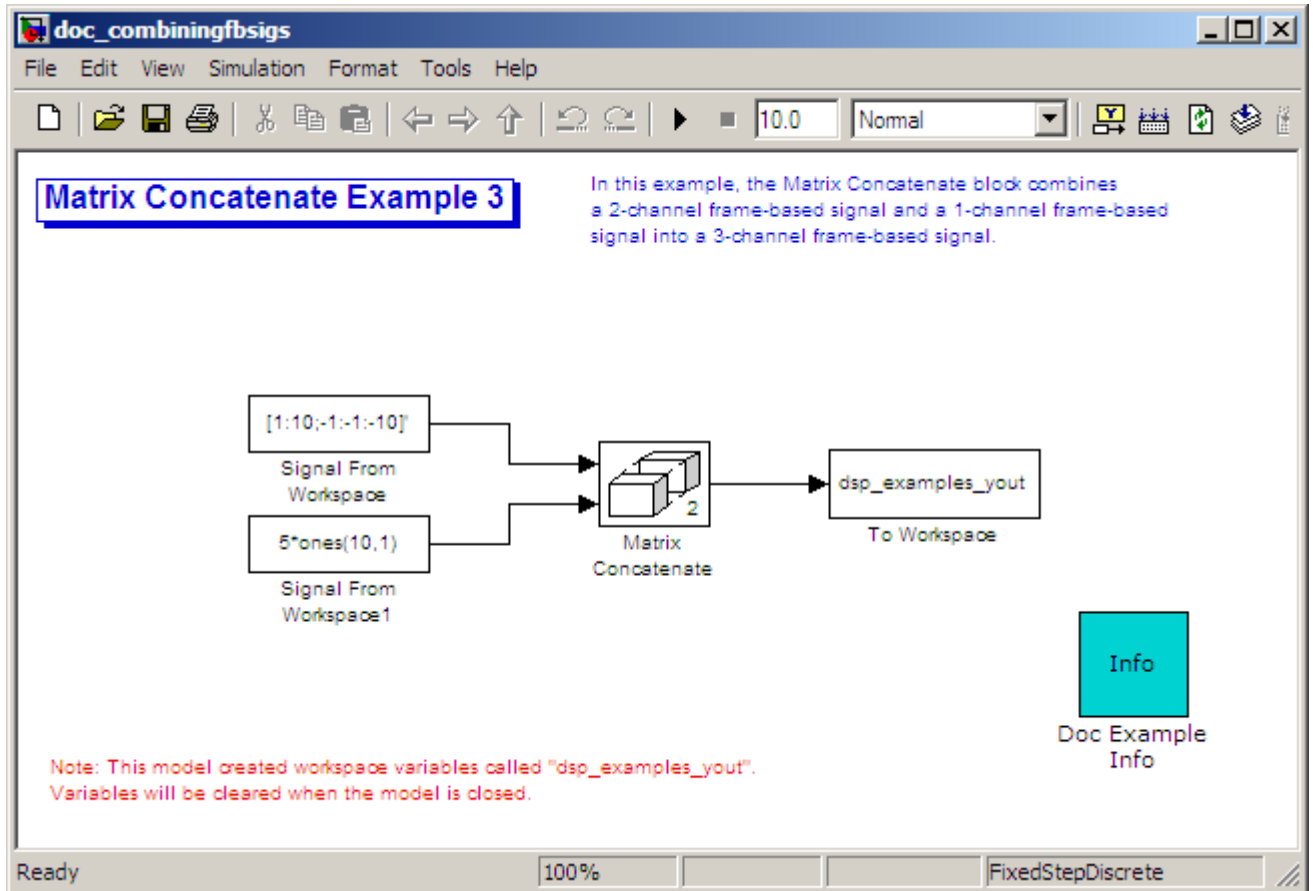 doc_combiningfbsigs
File Edit View Simulation Format Tools Help
10.0 Normal
Matrix Concatenate Example 3
In this example, the Matrix Concatenate block combines
a 2-channel frame-based signal and a 1-channel frame-based
signal into a 3-channel frame-based signal.
[1:10;-1:-1:-10]'
Signal From
Workspace
5*ones(10,1)
Signal From
Workspace1
2
Matrix
Concatenate
dsp_examples_yout
To Workspace
Info
Doc Example
Info
Note: This model created workspace variables called "dsp_examples_yout".
Variables will be cleared when the model is closed.
Ready 100% FixedStepDiscrete